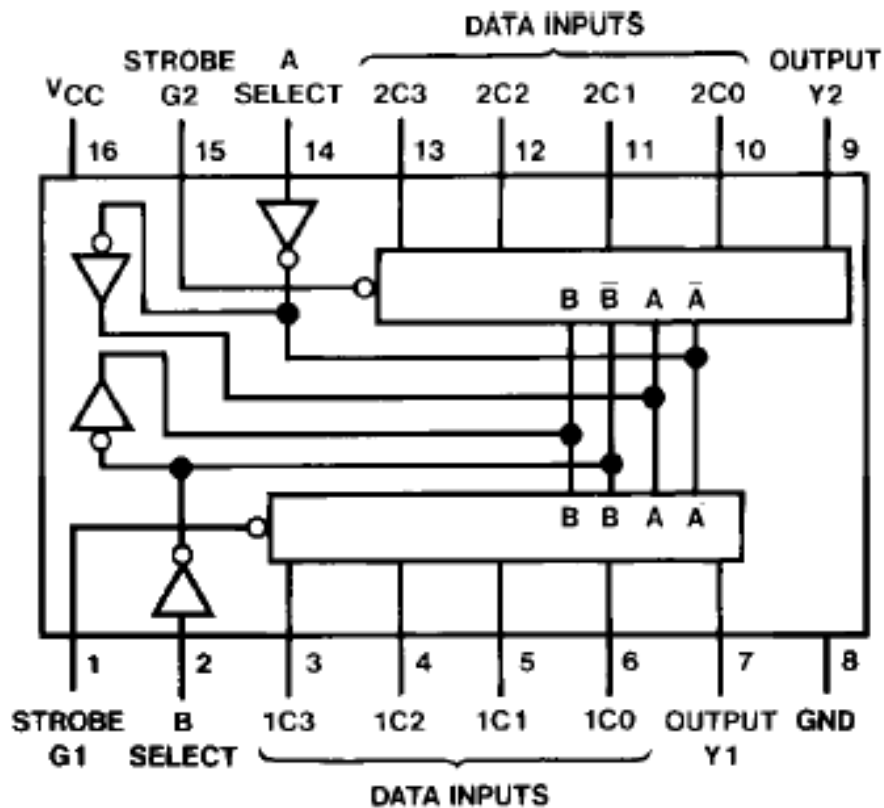 DATA INPUTS
STROBE A OUTPUT
VCC G2 SELECT 2C3 2C2 2C1 2C0 Y2
16 15 14 13 12 11 10 9
B B̅ A A̅
B B A A
1 2 3 4 5 6 7 8
STROBE B 1C3 1C2 1C1 1C0 OUTPUT GND
G1 SELECT Y1
DATA INPUTS